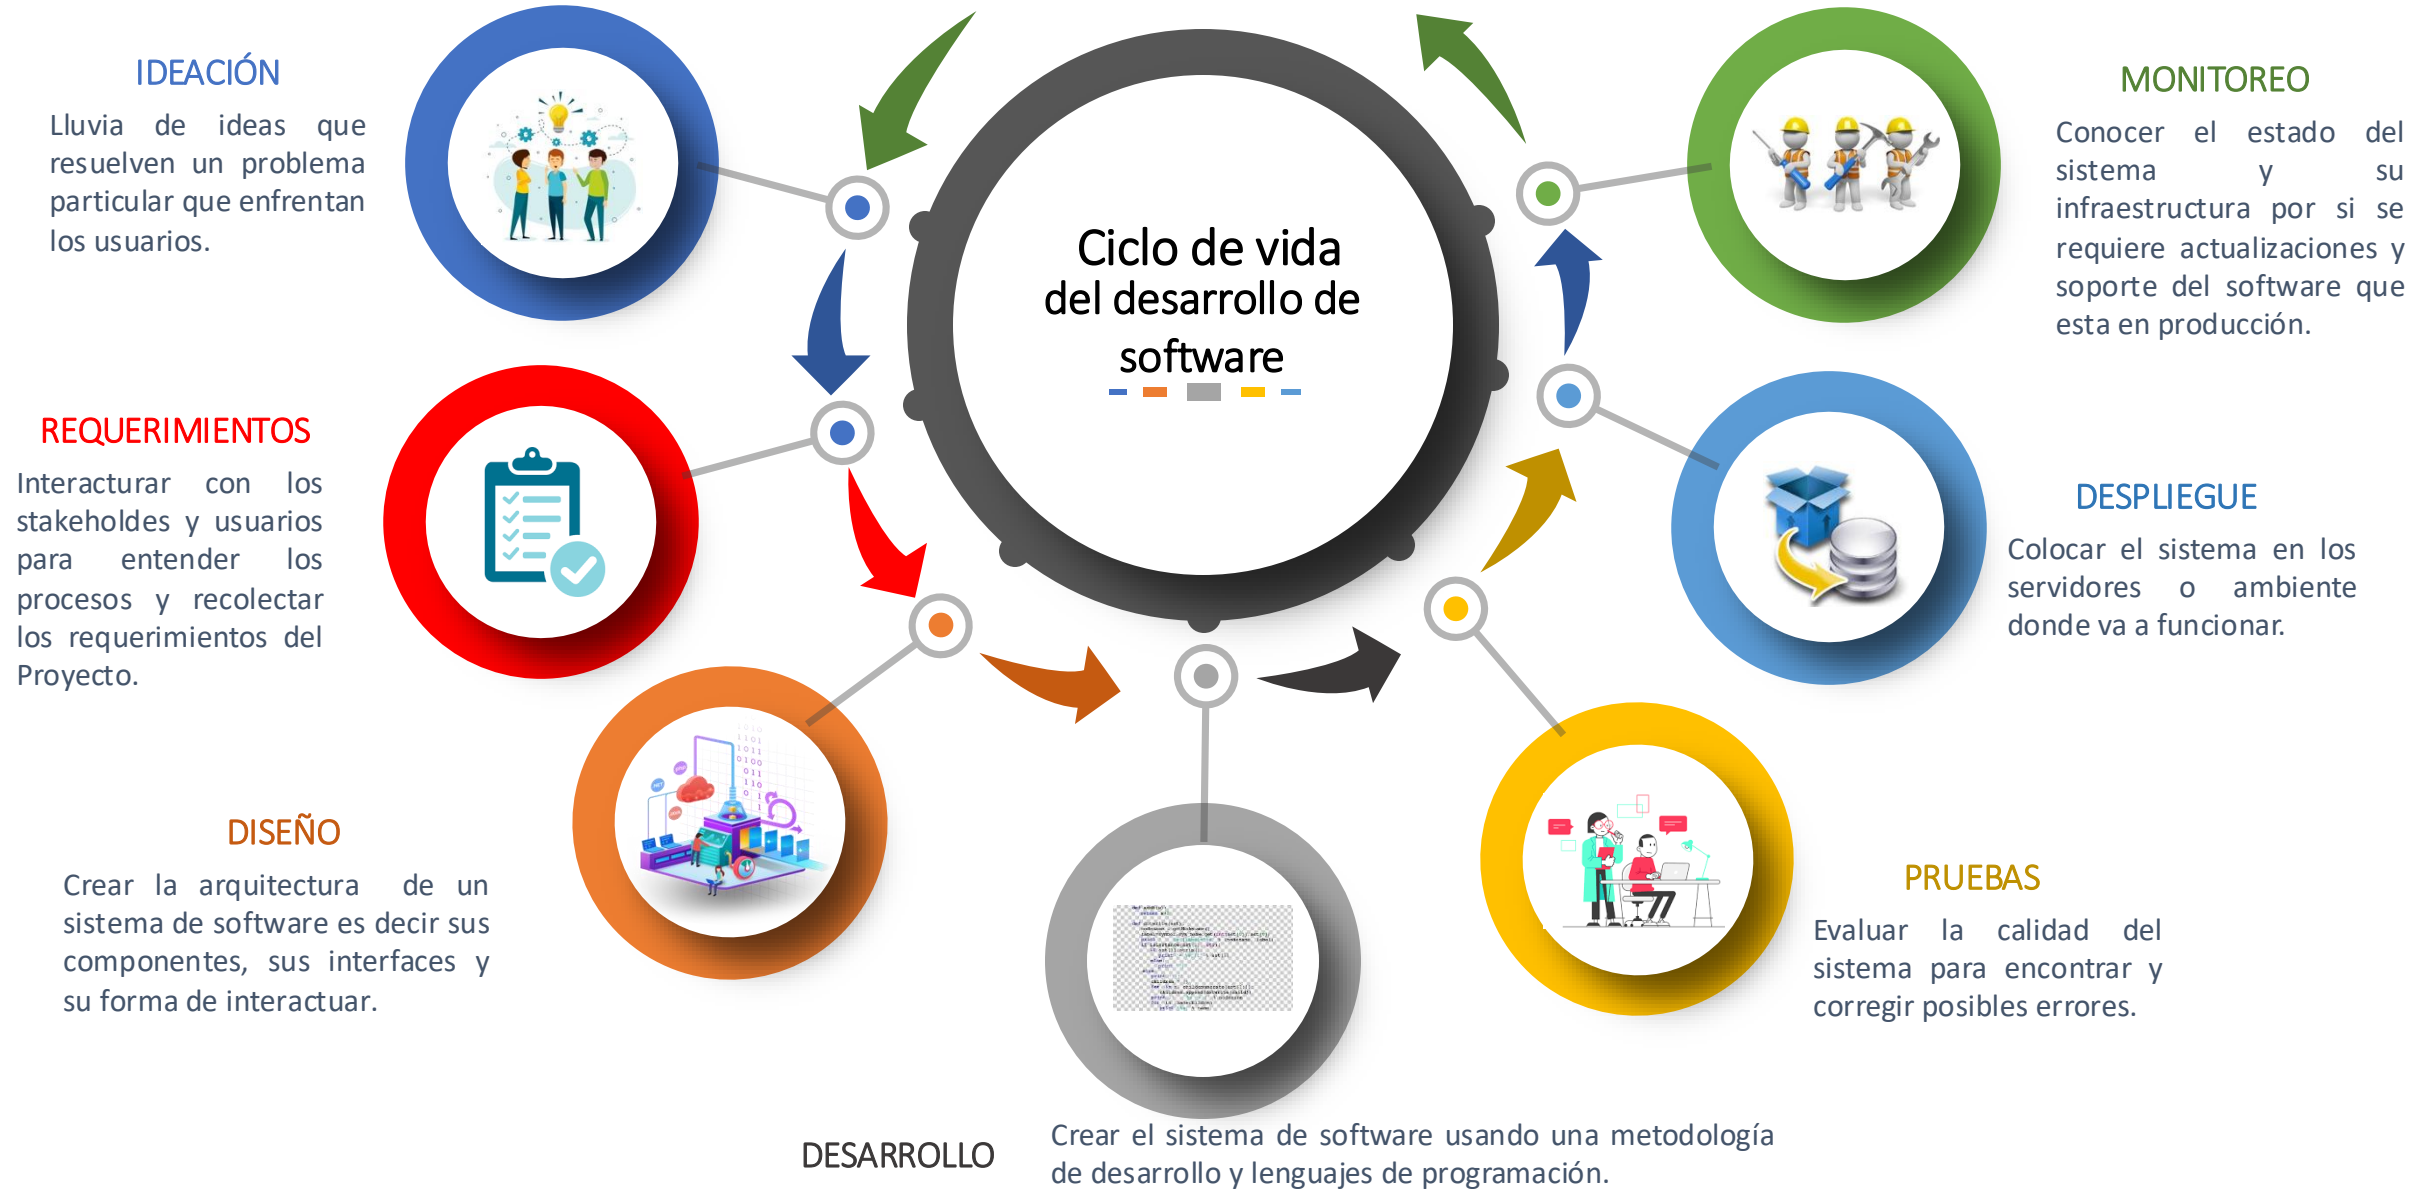 Ciclo de vida
del desarrollo de
software
IDEACIÓN
Lluvia de ideas que
resuelven un problema
particular que enfrentan
los usuarios.
REQUERIMIENTOS
Interacturar con los
stakeholdes y usuarios
para entender los
procesos y recolectar
los requerimientos del
Proyecto.
DISEÑO
Crear la arquitectura de un
sistema de software es decir sus
componentes, sus interfaces y
su forma de interactuar.
DESARROLLO
Crear el sistema de software usando una metodología
de desarrollo y lenguajes de programación.
PRUEBAS
Evaluar la calidad del
sistema para encontrar y
corregir posibles errores.
DESPLIEGUE
Colocar el sistema en los
servidores o ambiente
donde va a funcionar.
MONITOREO
Conocer el estado del
sistema y su
infraestructura por si se
requiere actualizaciones y
soporte del software que
esta en producción.